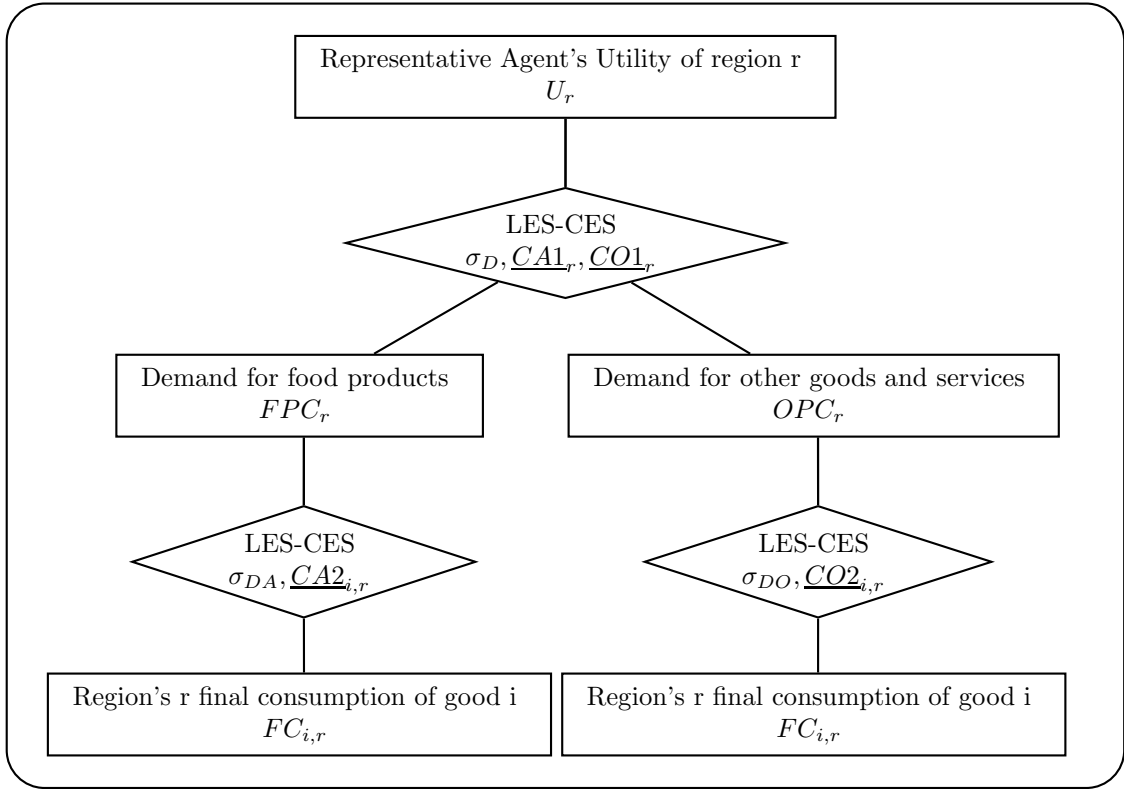 Representative Agent's Utility of region r
U_r
LES-CES
σ_D, CA1_r, CO1_r
Demand for food products
FPC_r
Demand for other goods and services
OPC_r
LES-CES
σ_DA, CA2_i,r
LES-CES
σ_DO, CO2_i,r
Region's r final consumption of good i
FC_i,r
Region's r final consumption of good i
FC_i,r